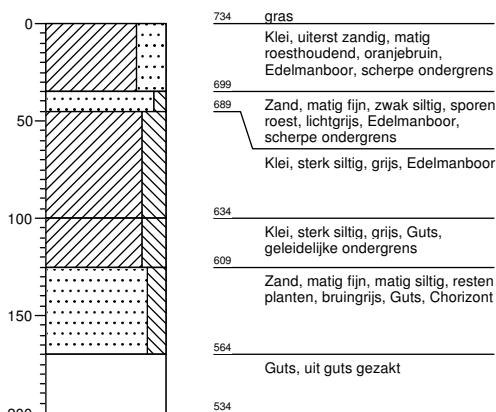 0
734 gras
Klei, uiterst zandig, matig
roesthoudend, oranjebruin,
Edelmanboor, scherpe ondergrens
699
689 Zand, matig fijn, zwak siltig, sporen
roest, lichtgrijs, Edelmanboor,
scherpe ondergrens
50
Klei, sterk siltig, grijs, Edelmanboor
100
634
Klei, sterk siltig, grijs, Guts,
geleidelijke ondergrens
609
Zand, matig fijn, matig siltig, resten
planten, bruingrijs, Guts, Chorizont
150
564
Guts, uit guts gezakt
200
534